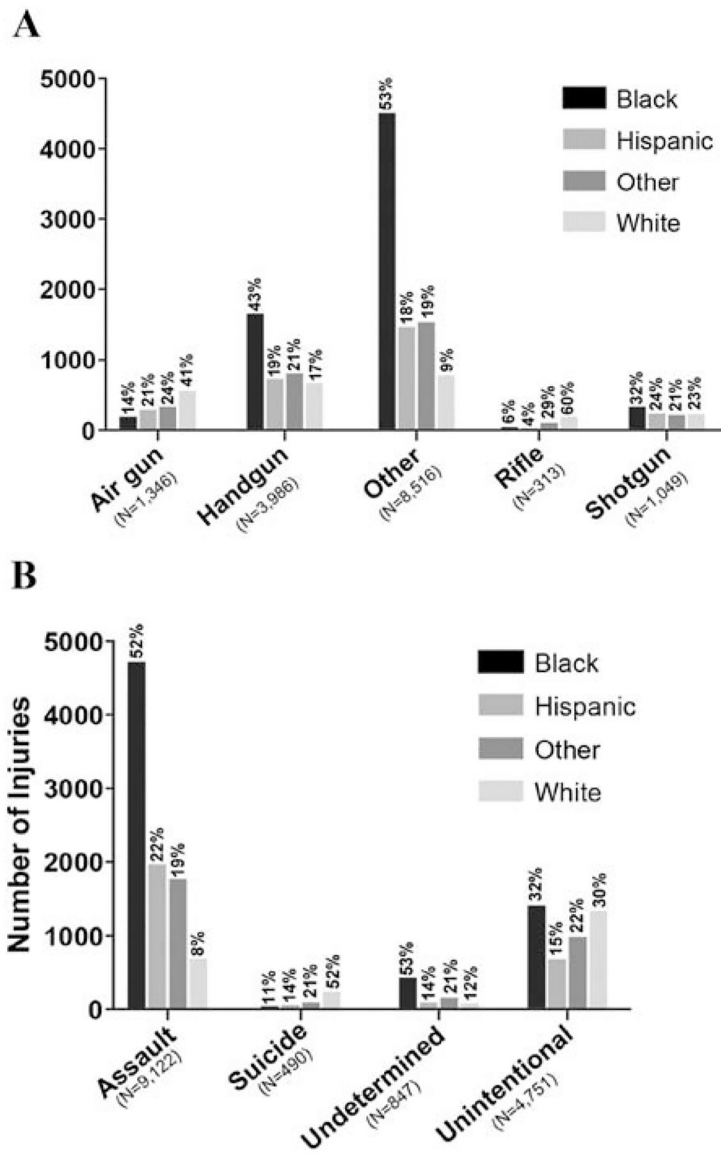 A
5000
4000
3000
2000
1000
0
Black
Hispanic
Other
White
14%
21%
24%
41%
43%
19%
21%
17%
53%
18%
19%
9%
6%
4%
29%
60%
32%
24%
21%
23%
Air gun
(N=1,346)
Handgun
(N=3,986)
Other
(N=8,516)
Rifle
(N=313)
Shotgun
(N=1,049)
B
Number of Injuries
5000
4000
3000
2000
1000
0
Black
Hispanic
Other
White
52%
22%
19%
8%
11%
14%
21%
52%
53%
14%
21%
12%
32%
15%
22%
30%
Assault
(N=9,122)
Suicide
(N=490)
Undetermined
(N=847)
Unintentional
(N=4,751)